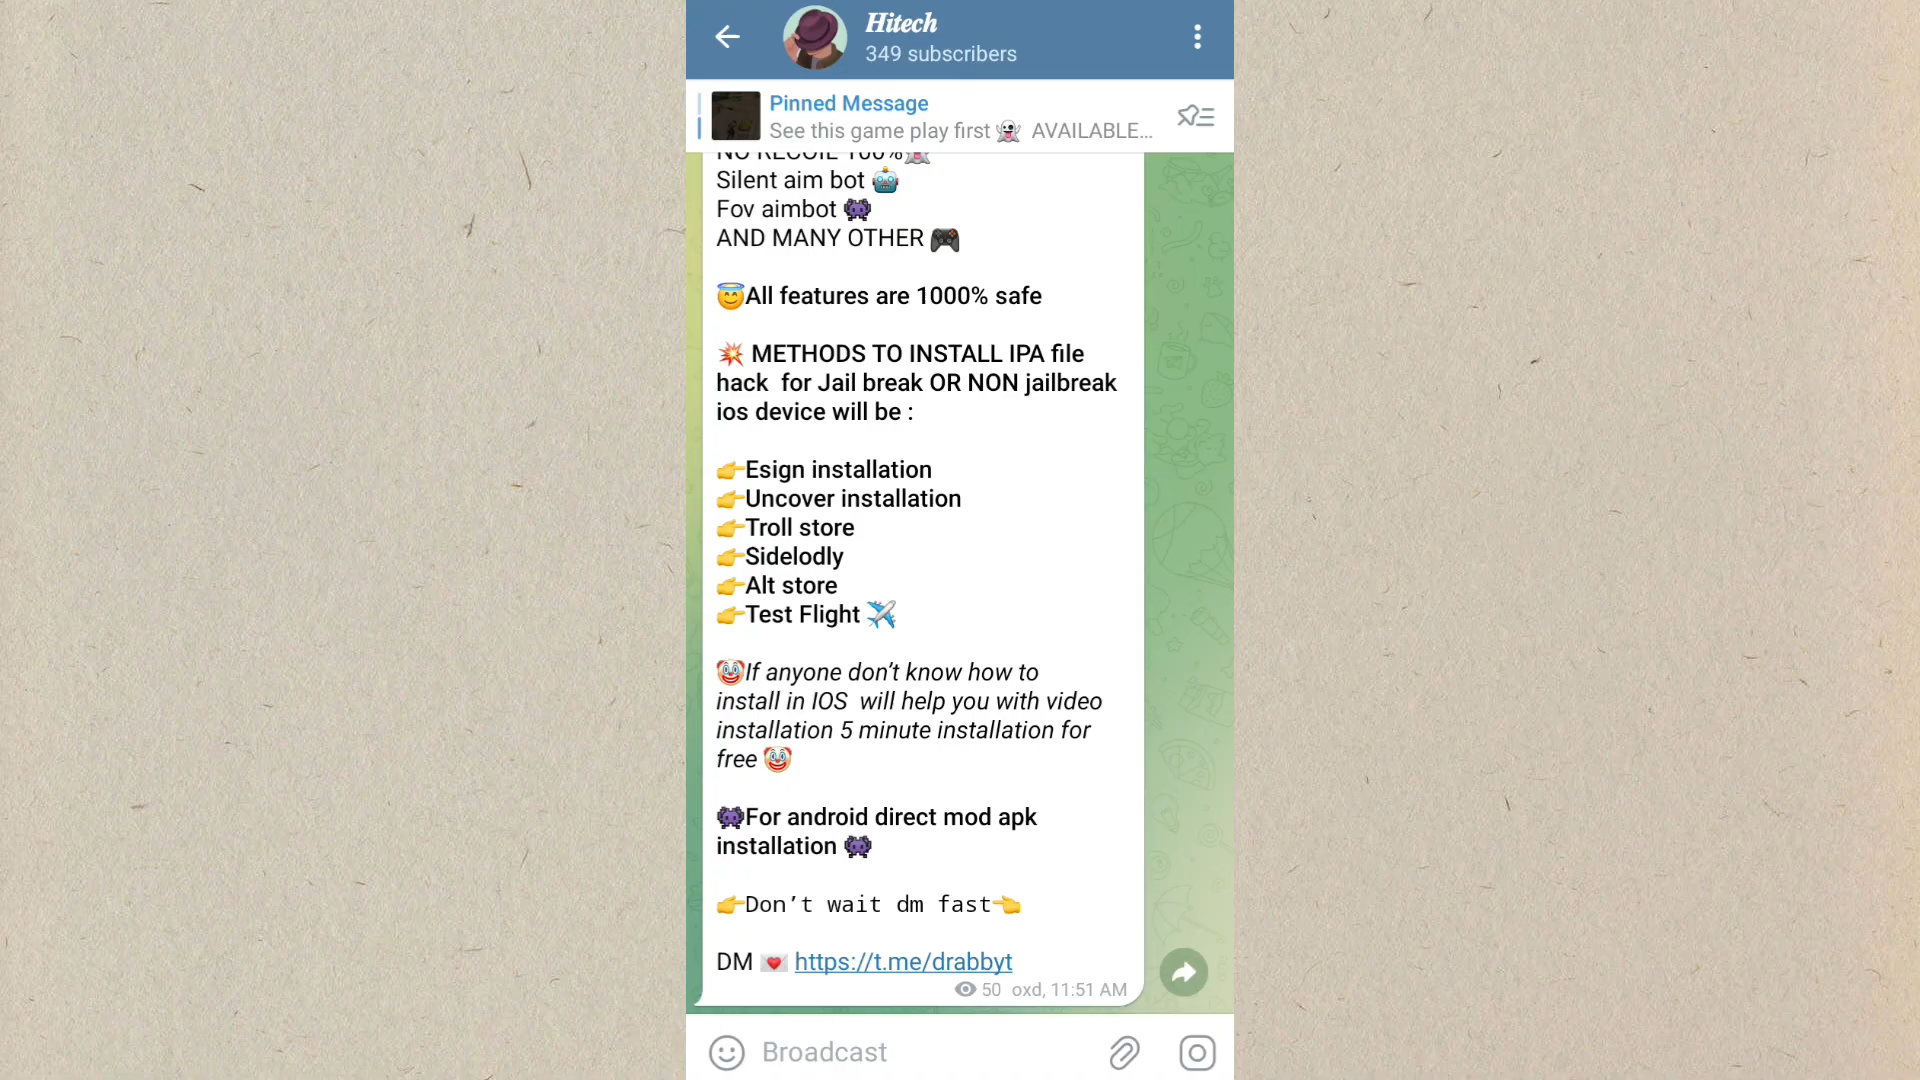 Hitech
349 subscribers
Pinned Message
See this game play first 👻 AVAILABLE...
NO RECOIL 100%👻
Silent aim bot 🤖
Fov aimbot 👾
AND MANY OTHER 🎮
😇All features are 1000% safe
💥 METHODS TO INSTALL IPA file
hack for Jail break OR NON jailbreak
ios device will be :
👉Esign installation
👉Uncover installation
👉Troll store
👉Sidelodly
👉Alt store
👉Test Flight ✈️
🤡If anyone don't know how to
install in IOS will help you with video
installation 5 minute installation for
free 🤡
👾For android direct mod apk
installation 👾
👉Don't wait dm fast👈
DM 💌 https://t.me/drabbyt
50 oxd, 11:51 AM
Broadcast